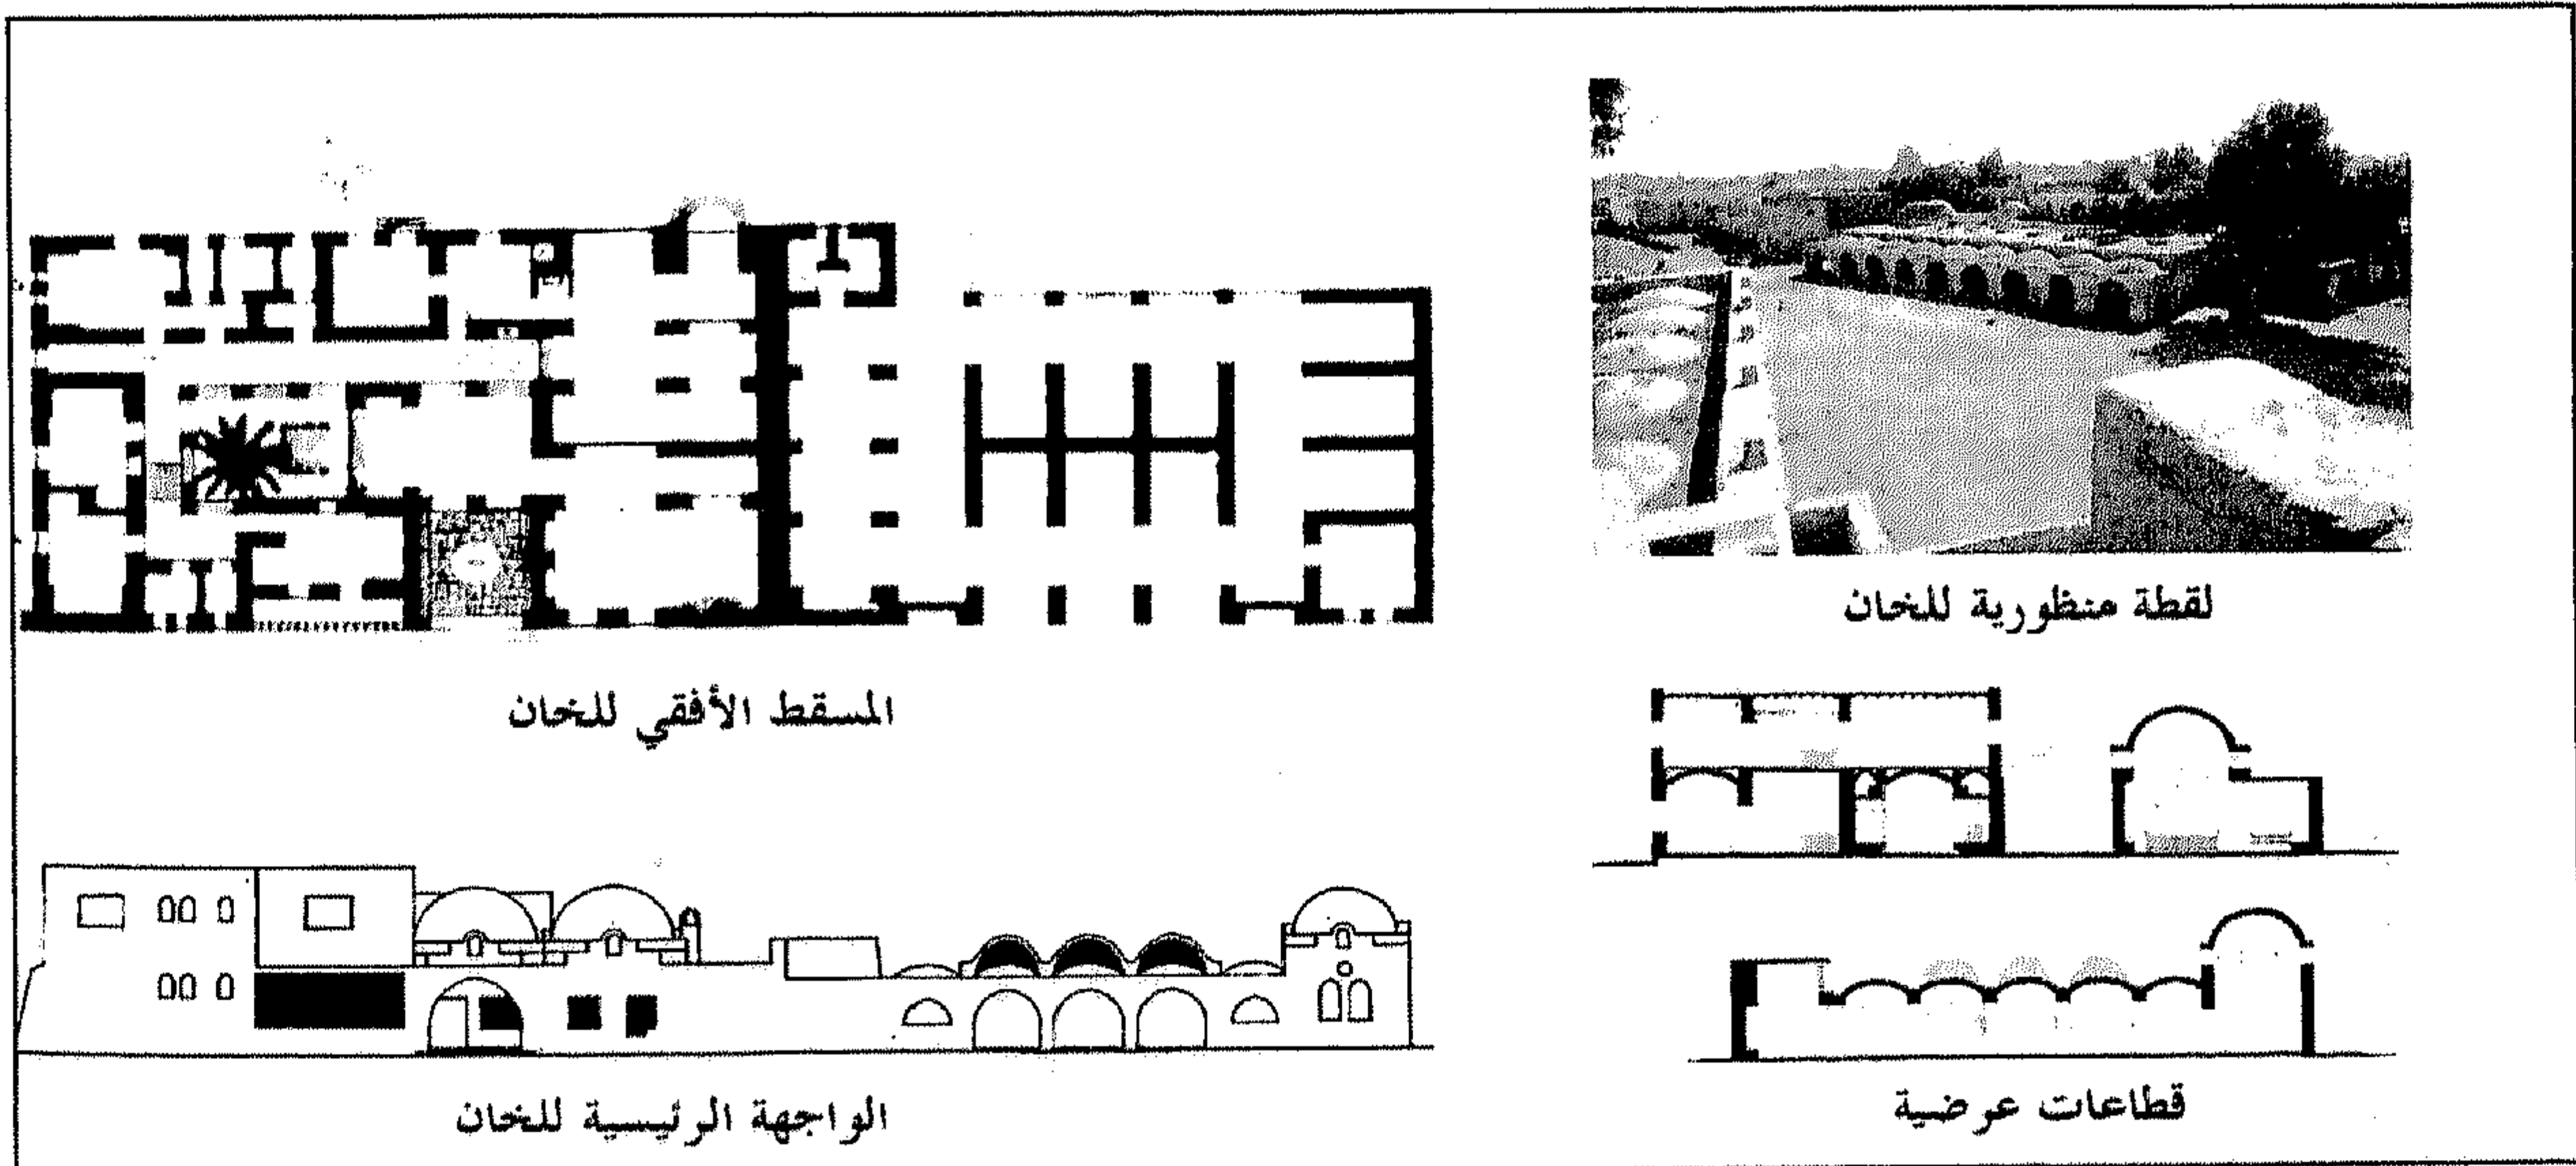 لقطة منظورية للخان
المسقط الأفقي للخان
الواجهة الرئيسية للخان
قطاعات عرضية